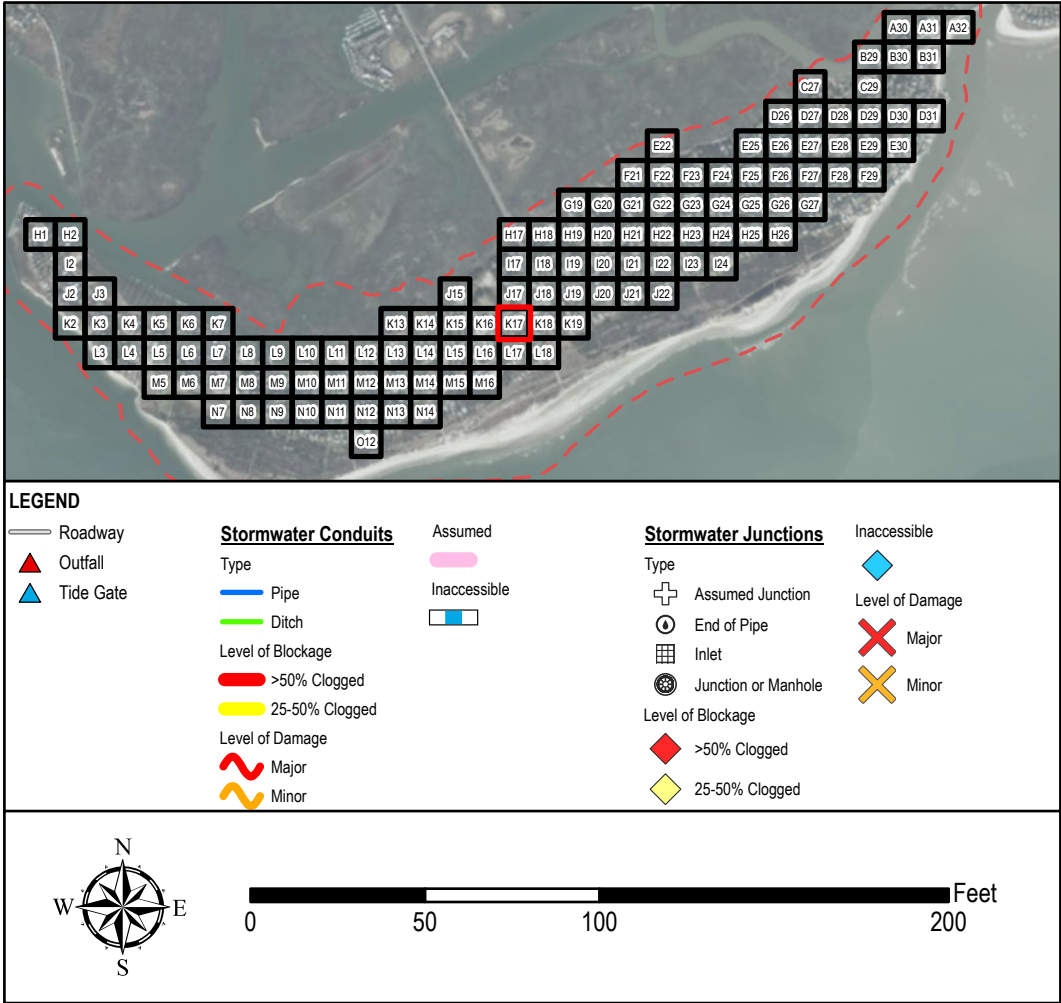 A30 A31 A32
B29 B30 B31
C27 C29
D26 D27 D28 D29 D30 D31
E22 E25 E26 E27 E28 E29 E30
F21 F22 F23 F24 F25 F26 F27 F28 F29
G19 G20 G21 G22 G23 G24 G25 G26 G27
H1 H2 H17 H18 H19 H20 H21 H22 H23 H24 H25 H26
I2 I17 I18 I19 I20 I21 I22 I23 I24
J2 J3 J15 J17 J18 J19 J20 J21 J22
K2 K3 K4 K5 K6 K7 K13 K14 K15 K16 K17 K18 K19
L3 L4 L5 L6 L7 L8 L9 L10 L11 L12 L13 L14 L15 L16 L17 L18
M5 M6 M7 M8 M9 M10 M11 M12 M13 M14 M15 M16
N7 N8 N9 N10 N11 N12 N13 N14
O12
LEGEND
Roadway
Outfall
Tide Gate
Stormwater Conduits
Type
Pipe
Ditch
Level of Blockage
>50% Clogged
25-50% Clogged
Level of Damage
Major
Minor
Assumed
Inaccessible
Stormwater Junctions
Type
Assumed Junction
End of Pipe
Inlet
Junction or Manhole
Level of Blockage
>50% Clogged
25-50% Clogged
Inaccessible
Level of Damage
Major
Minor
N
W E
S
Feet
0 50 100 200